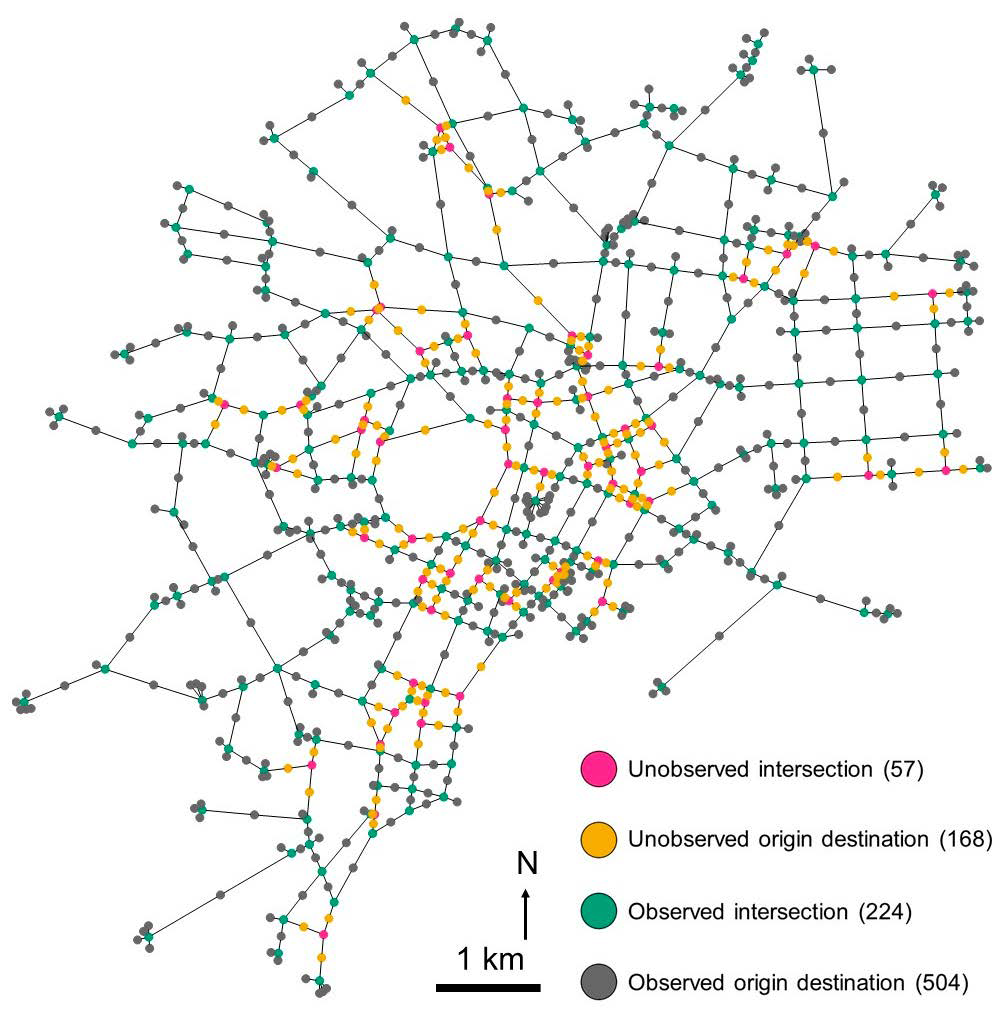 Unobserved intersection (57)
Unobserved origin destination (168)
N
Observed intersection (224)
1 km
Observed origin destination (504)